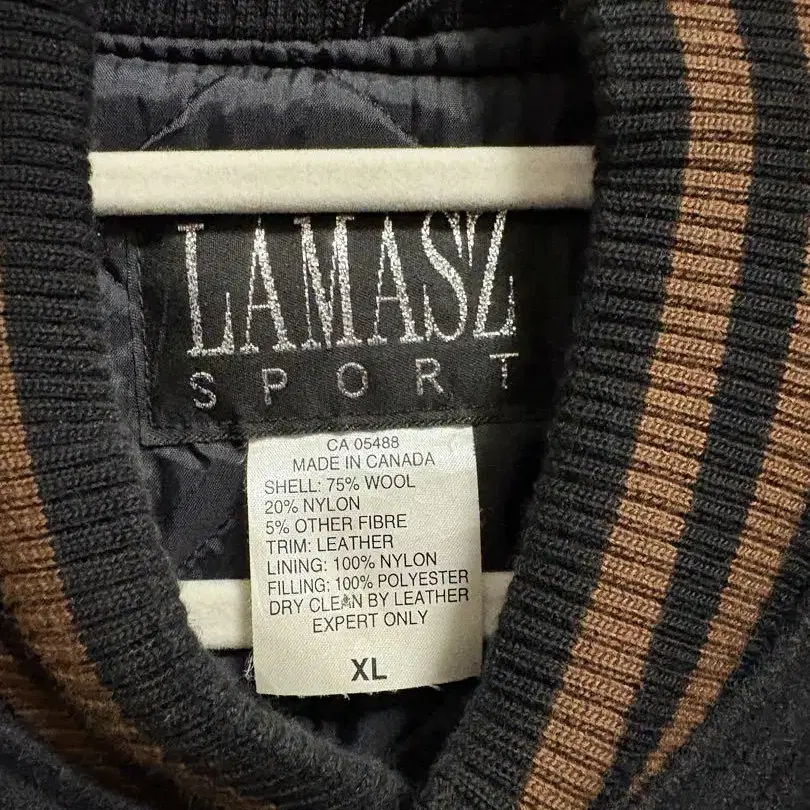 LAMASZ
SPORT
CA 05488
MADE IN CANADA
SHELL: 75% WOOL
20% NYLON
5% OTHER FIBRE
TRIM: LEATHER
LINING: 100% NYLON
FILLING: 100% POLYESTER
DRY CLEAN BY LEATHER
EXPERT ONLY
XL